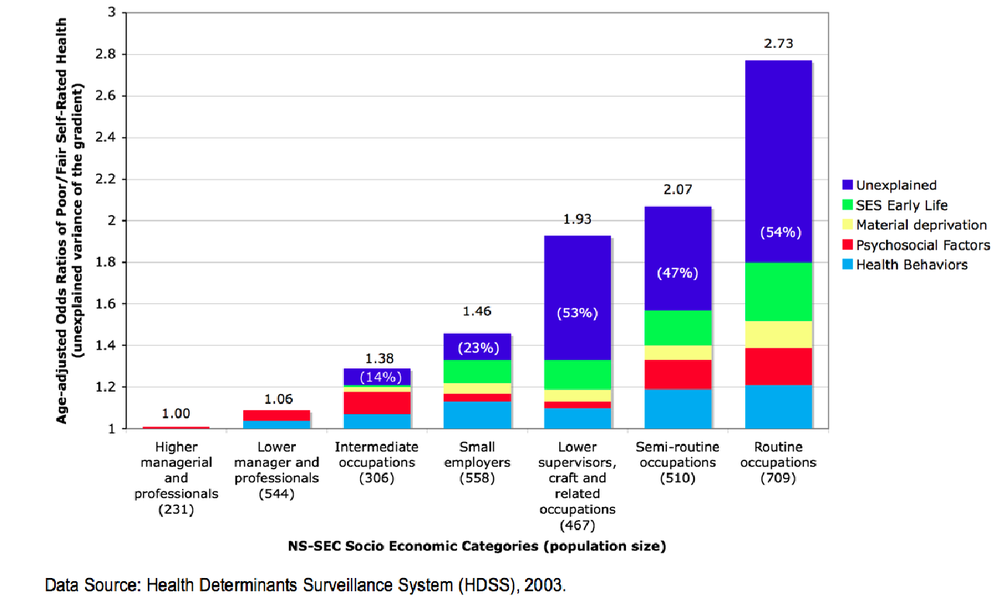 Age-adjusted Odds Ratios of Poor/Fair Self-Rated Health
(unexplained variance of the gradient)
3
2.8
2.6
2.4
2.2
2
1.8
1.6
1.4
1.2
1
1.00
1.06
1.38
(14%)
1.46
(23%)
1.93
(53%)
2.07
(47%)
2.73
(54%)
Unexplained
SES Early Life
Material deprivation
Psychosocial Factors
Health Behaviors
Higher
managerial
and
professionals
(231)
Lower
manager and
professionals
(544)
Intermediate
occupations
(306)
Small
employers
(558)
Lower
supervisors,
craft and
related
occupations
(467)
Semi-routine
occupations
(510)
Routine
occupations
(709)
NS-SEC Socio Economic Categories (population size)
Data Source: Health Determinants Surveillance System (HDSS), 2003.